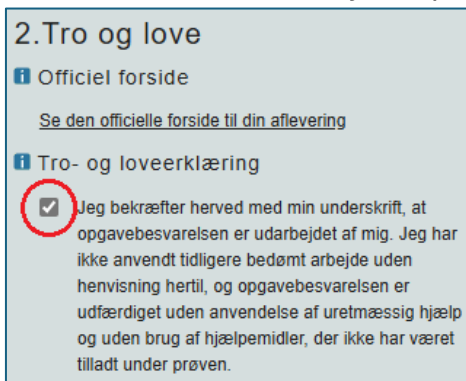 2.Tro og love
i Officiel forside
Se den officielle forside til din aflevering
i Tro- og loveerklæring
Jeg bekræfter herved med min underskrift, at
opgavebesvarelsen er udarbejdet af mig. Jeg har
ikke anvendt tidligere bedømt arbejde uden
henvisning hertil, og opgavebesvarelsen er
udfærdiget uden anvendelse af uretmæssig hjælp
og uden brug af hjælpemidler, der ikke har været
tilladt under prøven.